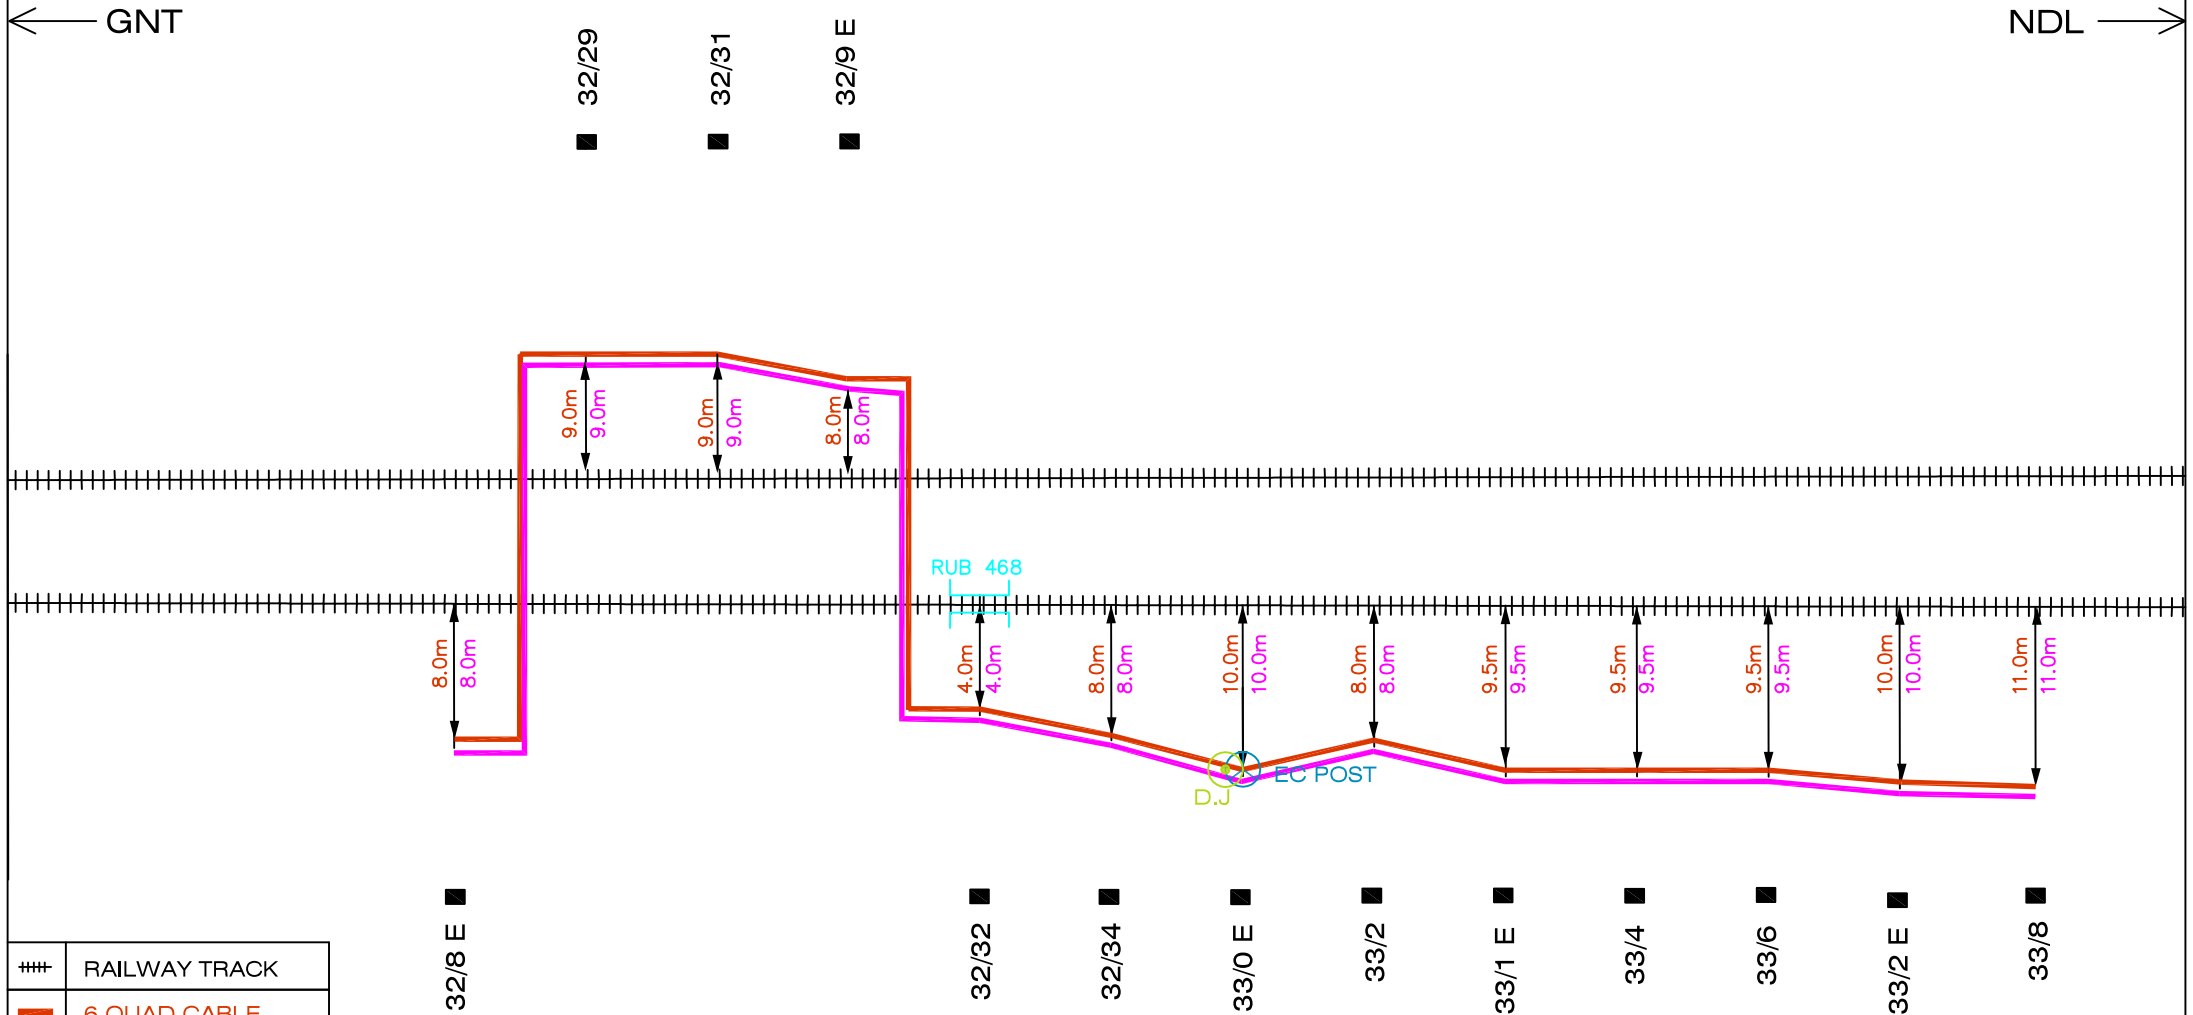 GNT
NDL
32/29
32/31
32/9 E
9.0m
9.0m
9.0m
9.0m
8.0m
8.0m
RUB 468
8.0m
8.0m
4.0m
4.0m
8.0m
8.0m
10.0m
10.0m
8.0m
8.0m
9.5m
9.5m
9.5m
9.5m
9.5m
9.5m
10.0m
10.0m
11.0m
11.0m
EC POST
D.J
32/8 E
32/32
32/34
33/0 E
33/2
33/1 E
33/4
33/6
33/2 E
33/8
RAILWAY TRACK
6 QUAD CABLE